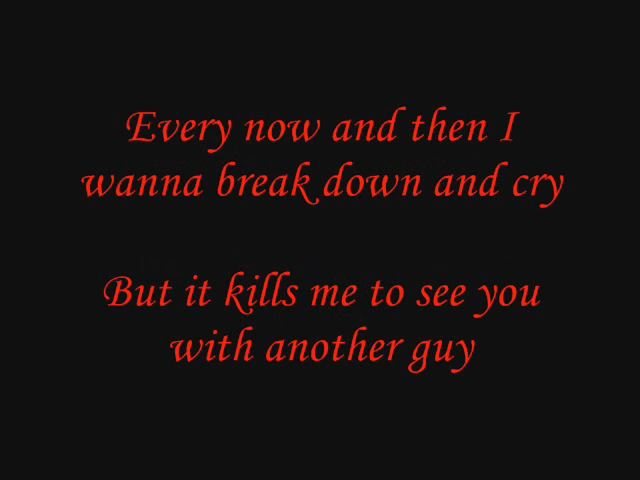 Every now and then I
wanna break down and cry
But it kills me to see you
with another guy